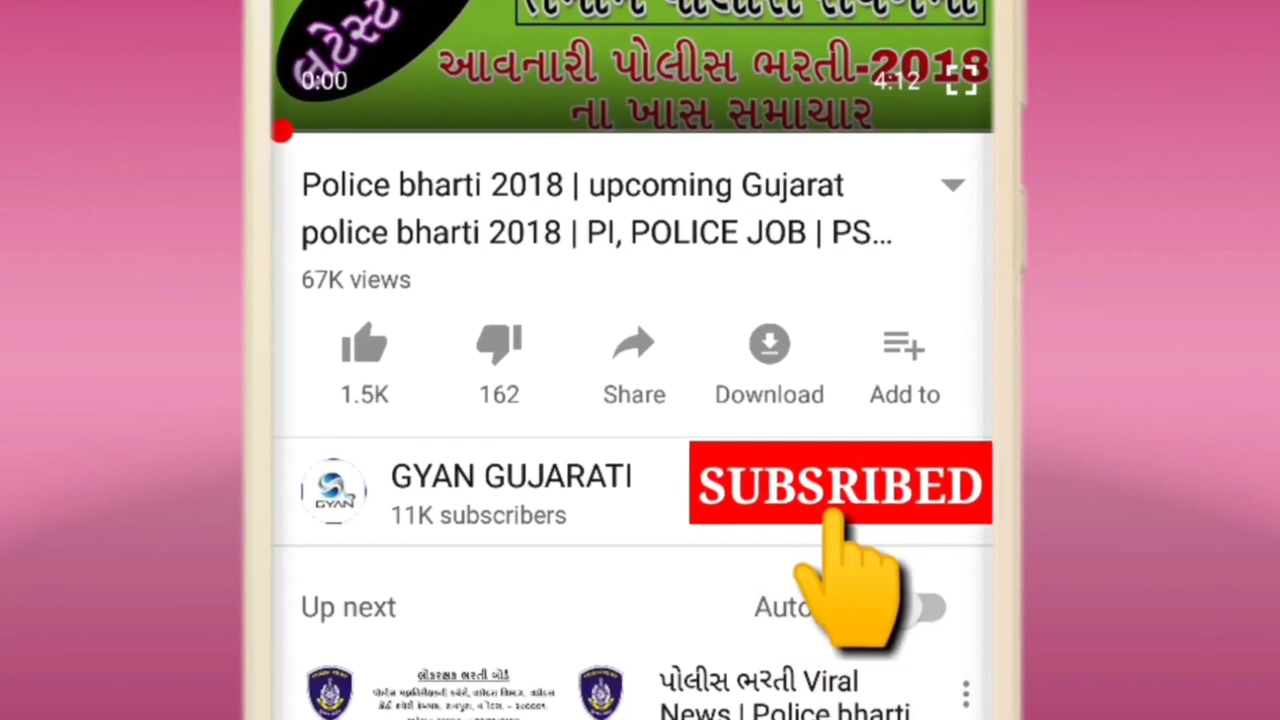 લેટેસ્ટ
આવનારી પોલીસ ભરતી-2018
0:00
4:12
ના ખાસ સમાચાર
Police bharti 2018 | upcoming Gujarat
police bharti 2018 | PI, POLICE JOB | PS...
67K views
1.5K
162
Share
Download
Add to
GYAN
GYAN GUJARATI
SUBSRIBED
11K subscribers
Up next
Auto
લોકરક્ષક ભરતી બોર્ડ
પોલીસ ભરતી Viral
News | Police bharti